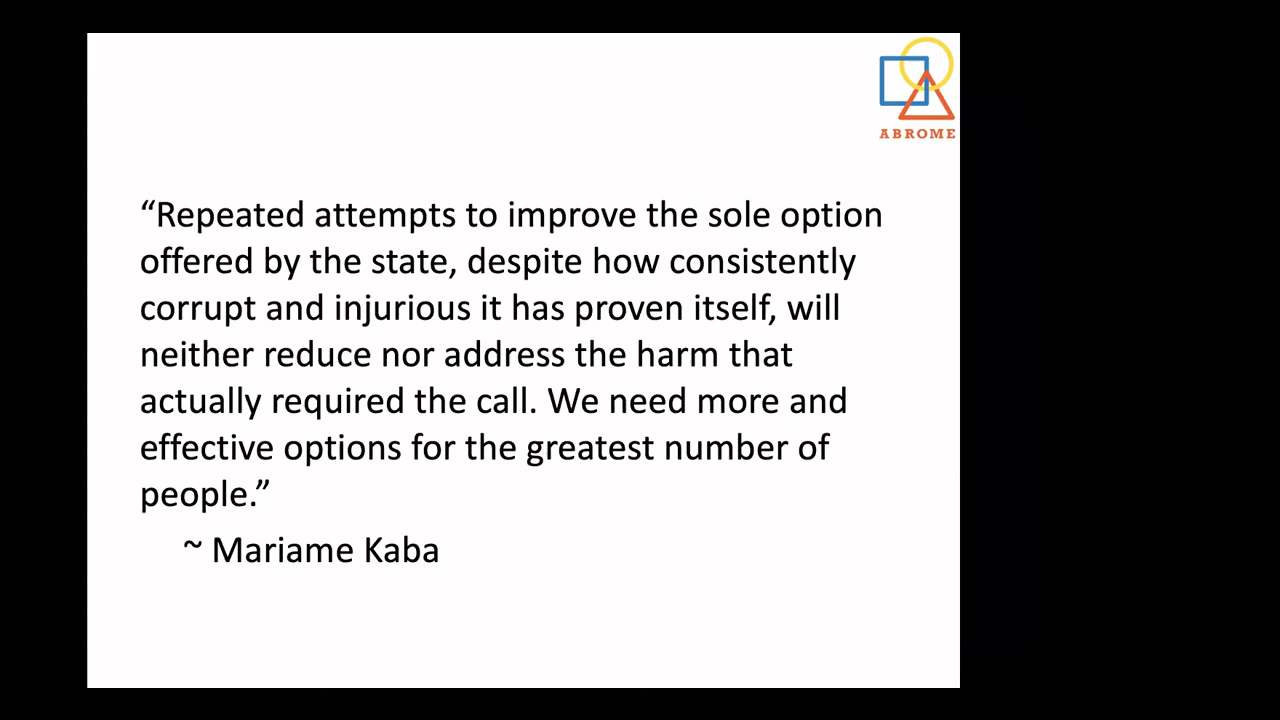 ABROME
“Repeated attempts to improve the sole option
offered by the state, despite how consistently
corrupt and injurious it has proven itself, will
neither reduce nor address the harm that
actually required the call. We need more and
effective options for the greatest number of
people.”
~ Mariame Kaba